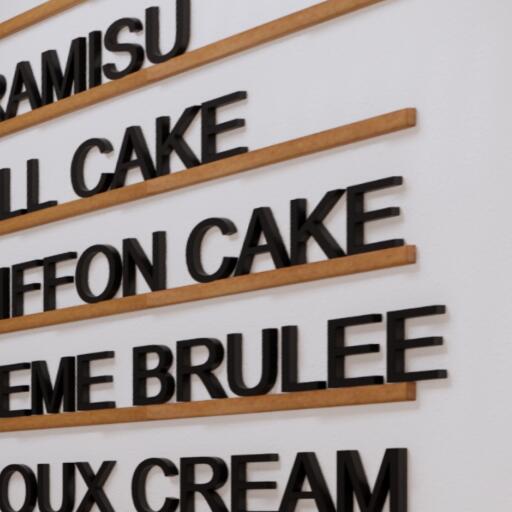 RAMISU
LL CAKE
IFFON CAKE
EME BRULEE
OUX CREAM